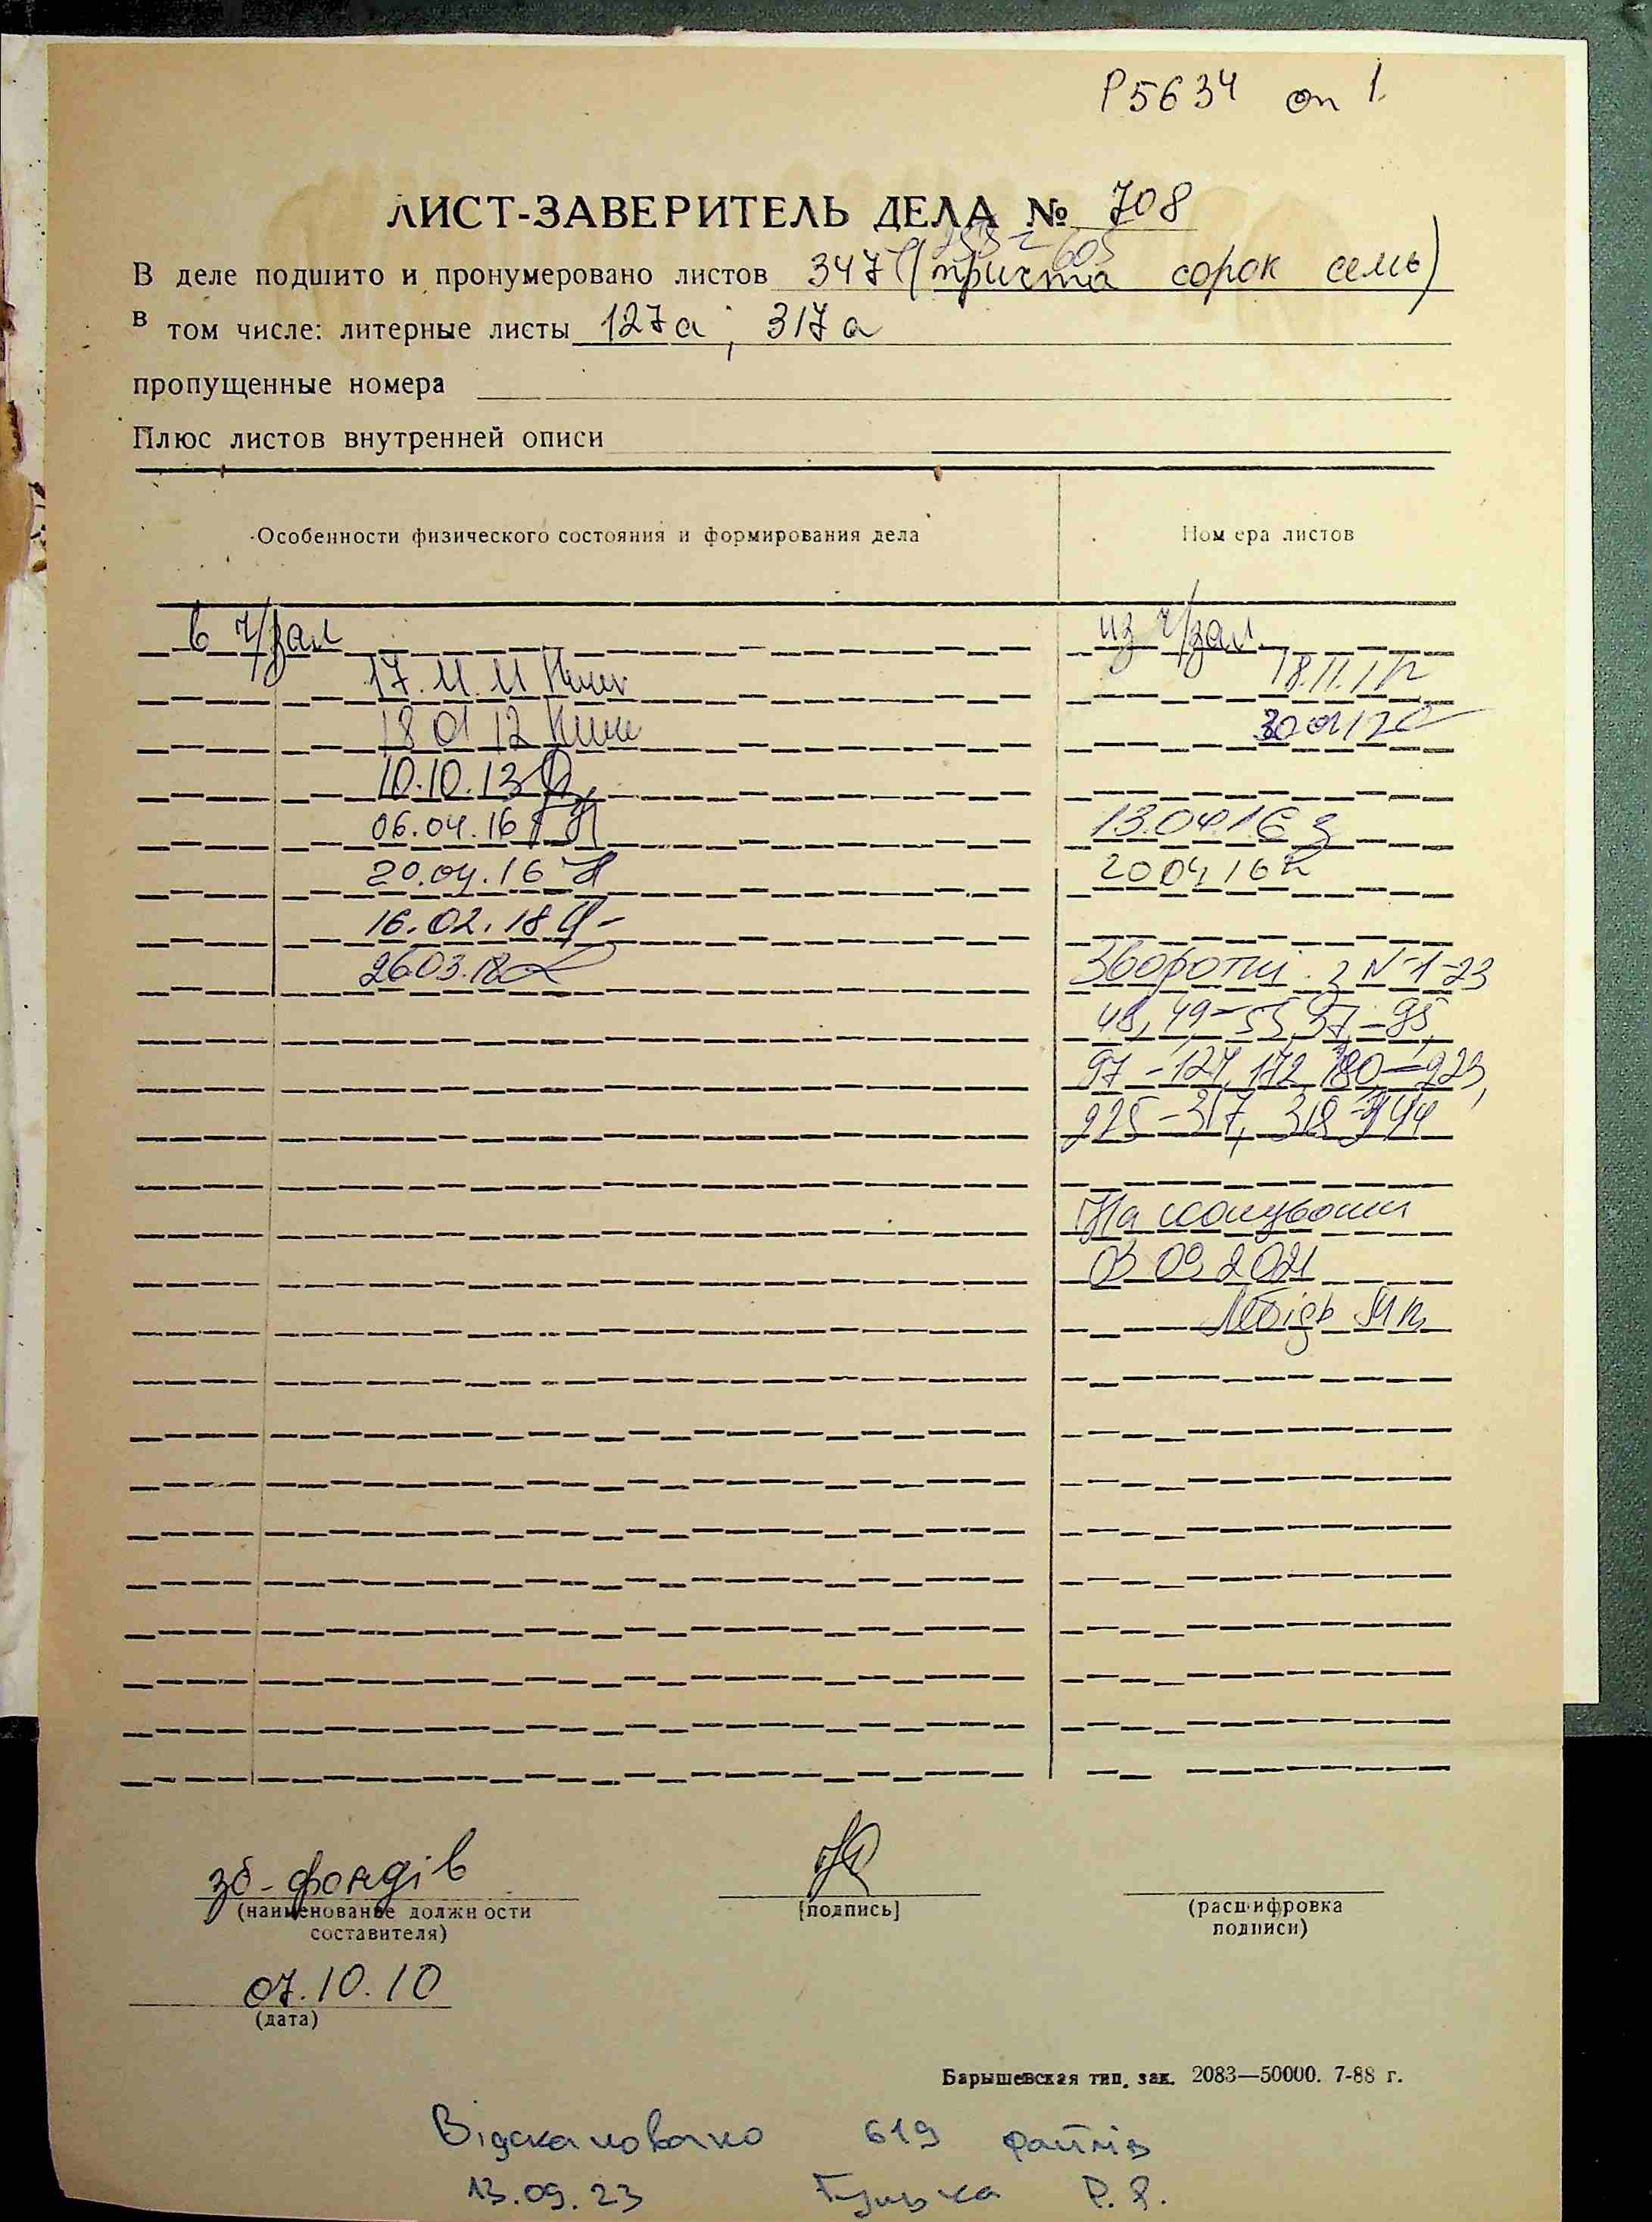 Р5634 оп 1.
ЛИСТ-ЗАВЕРИТЕЛЬ ДЕЛА № 708
253 = 605
В деле подшито и пронумеровано листов 347 (триста сорок семь)
в том числе: литерные листы 127а, 317а
пропущенные номера
Плюс листов внутренней описи
Особенности физического состояния и формирования дела Номера листов
в ч/зал из ч/зал
17.11.11 18.11.11
18 01 12 30 01 12
10.10.13
06.04.16 13.04.16
20.04.16 20 04 16
16.02.18
26.03.18 Зворотні з № 1-23
48, 49-55, 57-95,
97-127, 172, 180-223,
225-317, 318-344
На скануванні
03 09 2021
зб-фондів
(наименование должности составителя) [подпись] (расшифровка подписи)
07.10.10
(дата)
Барышевская тип. зак. 2083—50000. 7-88 г.
Відскановано 619 файлів
13.09.23 Гулька Р. Я.